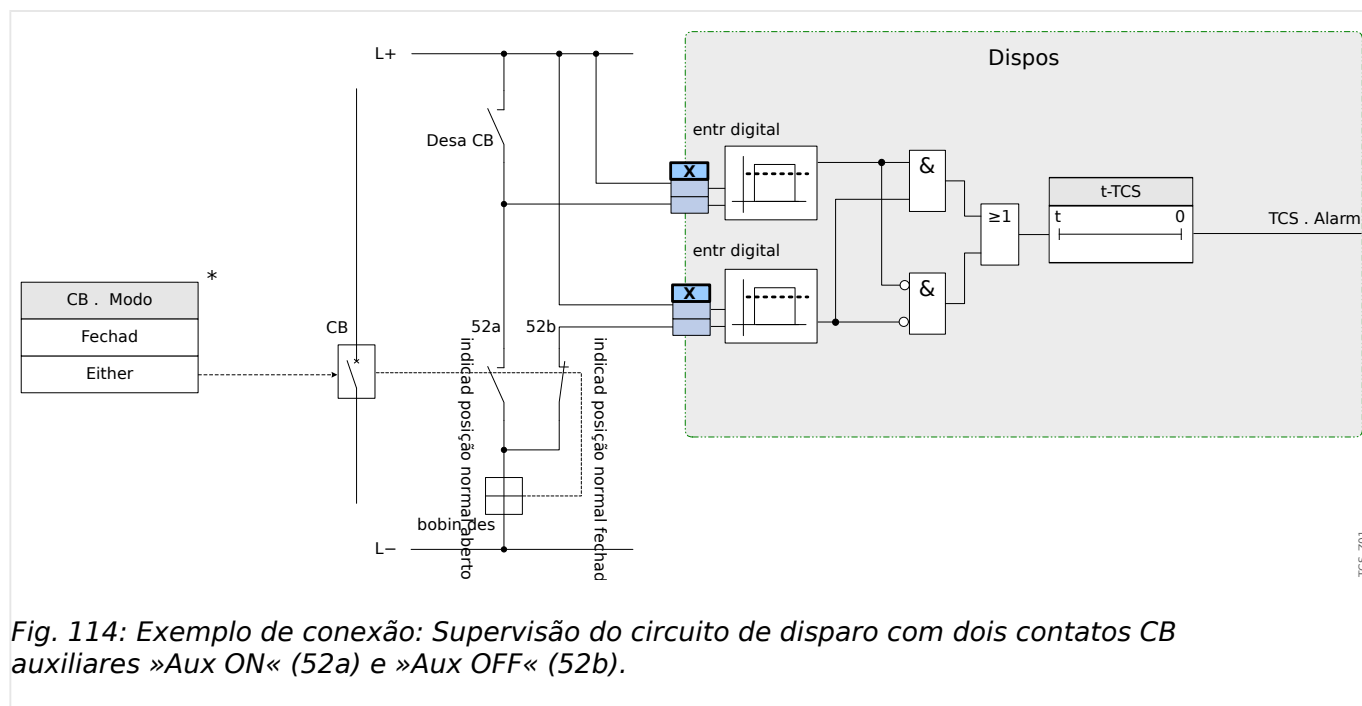 L+
Dispos
Desa CB
entr digital
X
&
t-TCS
t
0
≥1
TCS . Alarm
entr digital
X
&
*
CB . Modo
Fechad
Either
CB
52a
52b
indicad posição normal aberto
indicad posição normal fechad
bobin des
L−
Fig. 114: Exemplo de conexão: Supervisão do circuito de disparo com dois contatos CB
auxiliares »Aux ON« (52a) e »Aux OFF« (52b).